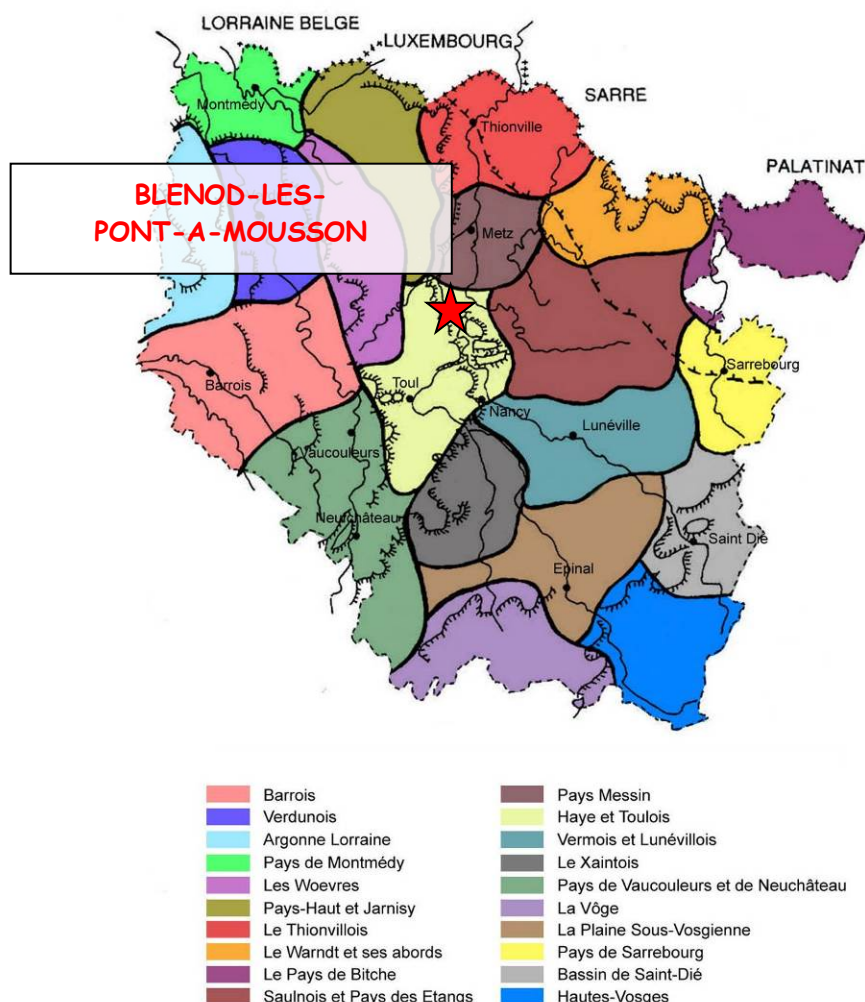 LORRAINE BELGE
LUXEMBOURG
Montmédy
SARRE
Thionville
PALATINAT
BLENOD-LES-
PONT-A-MOUSSON
Metz
Barrois
Toul
Nancy
Sarrebourg
Lunéville
Vaucouleurs
Neufchâteau
Saint Dié
Epinal
Barrois
Verdunois
Argonne Lorraine
Pays de Montmédy
Les Woevres
Pays-Haut et Jarnisy
Le Thionvillois
Le Warndt et ses abords
Le Pays de Bitche
Saulnois et Pays des Etangs
Pays Messin
Haye et Toulois
Vermois et Lunévillois
Le Xaintois
Pays de Vaucouleurs et de Neuchâteau
La Vôge
La Plaine Sous-Vosgienne
Pays de Sarrebourg
Bassin de Saint-Dié
Hautes-Vosges